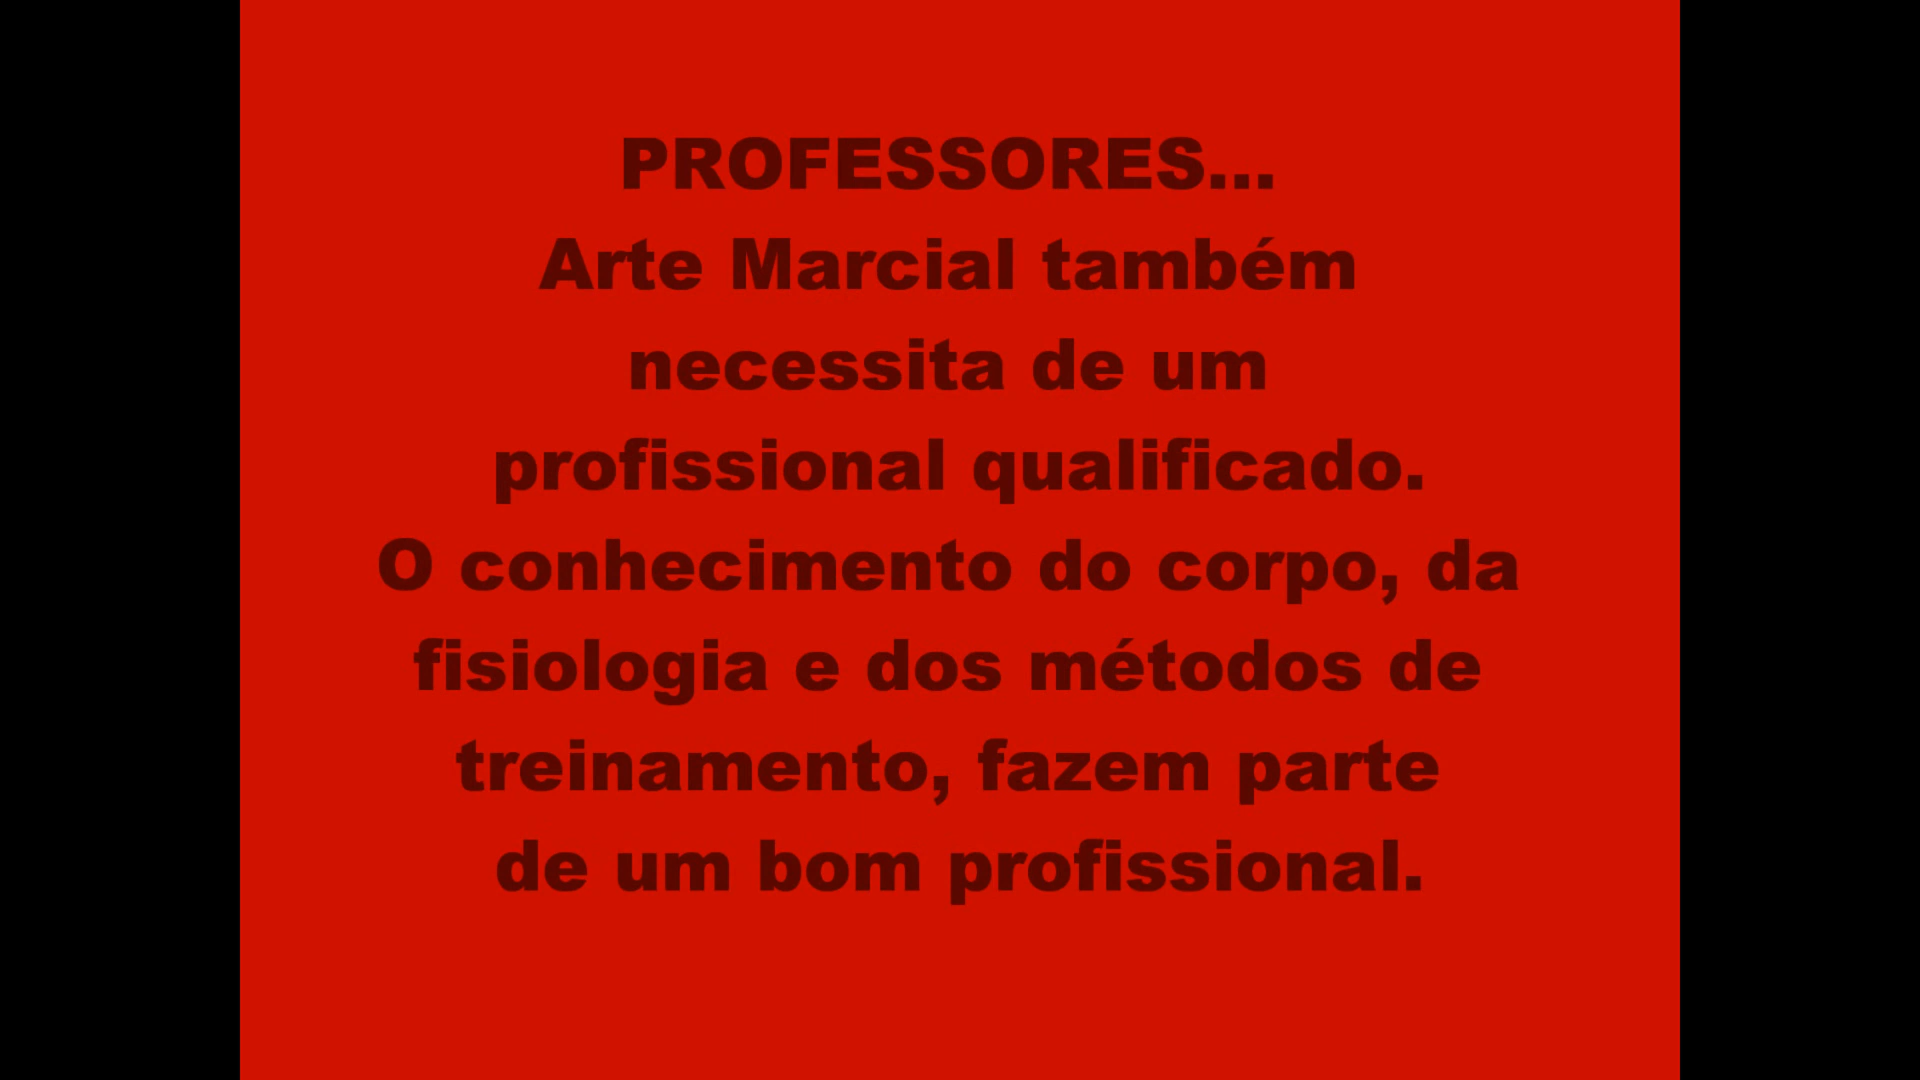 PROFESSORES...
Arte Marcial também
necessita de um
profissional qualificado.
O conhecimento do corpo, da
fisiologia e dos métodos de
treinamento, fazem parte
de um bom profissional.